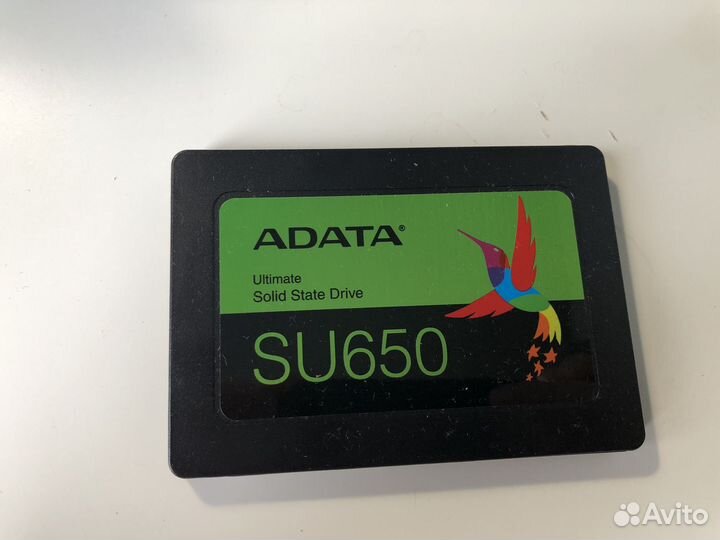 ADATA®
Ultimate
Solid State Drive
SU650
Avito